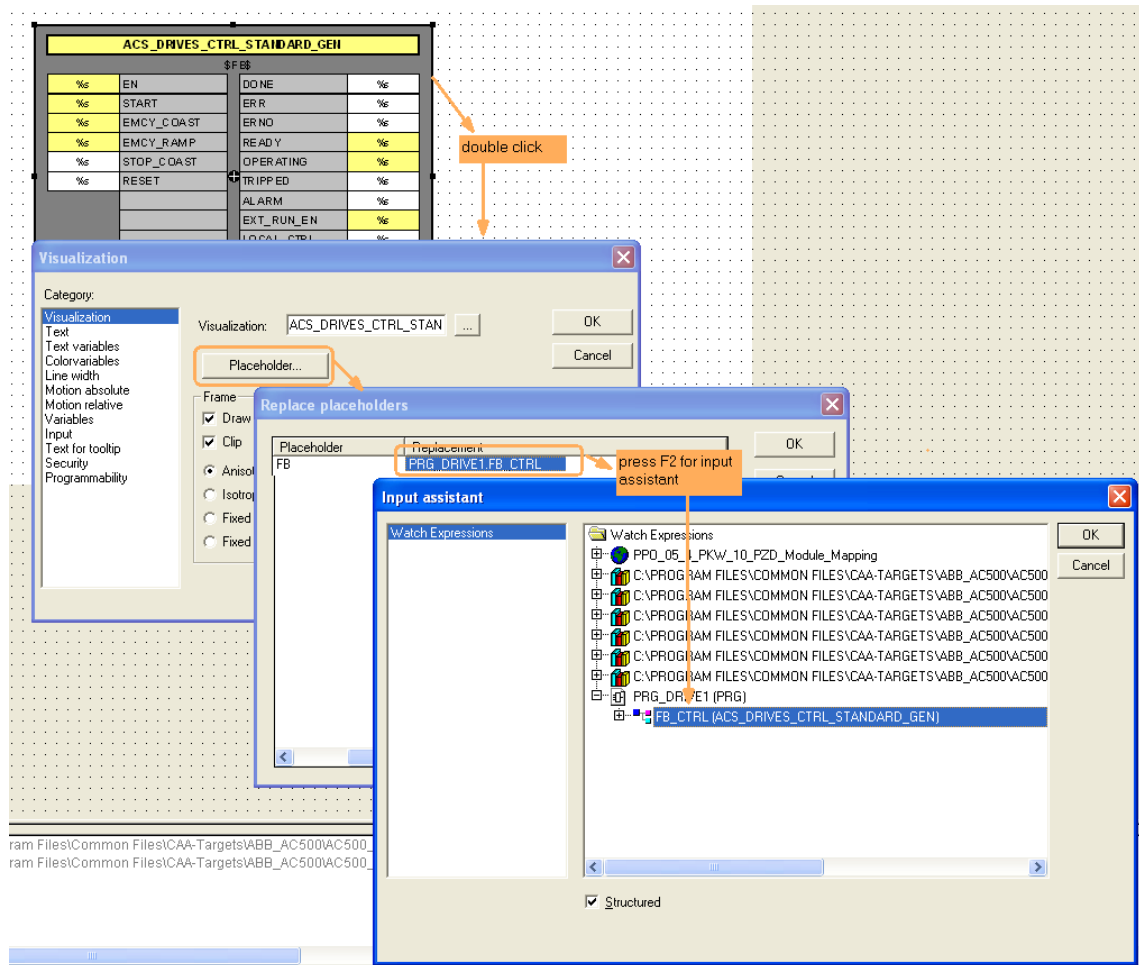 ACS_DRIVES_CTRL_STANDARD_GEN
$FB$
%s EN DONE %s
%s START ERR %s
%s EMCY_COAST ERNO %s
%s EMCY_RAMP READY %s
%s STOP_COAST OPERATING %s
%s RESET TRIPPED %s
ALARM %s
EXT_RUN_EN %s
LOCAL_CTRL %s
double click
Visualization
Category:
Visualization
Text
Text variables
Colorvariables
Line width
Motion absolute
Motion relative
Variables
Input
Text for tooltip
Security
Programmability
Visualization: ACS_DRIVES_CTRL_STAN ...
OK
Cancel
Placeholder...
Frame
Draw
Clip
Anisot
Isotrop
Fixed
Fixed
Replace placeholders
Placeholder Replacement
FB PRG_DRIVE1.FB_CTRL
OK
press F2 for input
assistant
Input assistant
Watch Expressions
Watch Expressions
PPO_05_4_PKW_10_PZD_Module_Mapping
C:\PROGRAM FILES\COMMON FILES\CAA-TARGETS\ABB_AC500\AC500
C:\PROGRAM FILES\COMMON FILES\CAA-TARGETS\ABB_AC500\AC500
C:\PROGRAM FILES\COMMON FILES\CAA-TARGETS\ABB_AC500\AC500
C:\PROGRAM FILES\COMMON FILES\CAA-TARGETS\ABB_AC500\AC500
C:\PROGRAM FILES\COMMON FILES\CAA-TARGETS\ABB_AC500\AC500
C:\PROGRAM FILES\COMMON FILES\CAA-TARGETS\ABB_AC500\AC500
PRG_DRIVE1 (PRG)
FB_CTRL (ACS_DRIVES_CTRL_STANDARD_GEN)
OK
Cancel
Structured
ram Files\Common Files\CAA-Targets\ABB_AC500\AC500_
ram Files\Common Files\CAA-Targets\ABB_AC500\AC500_